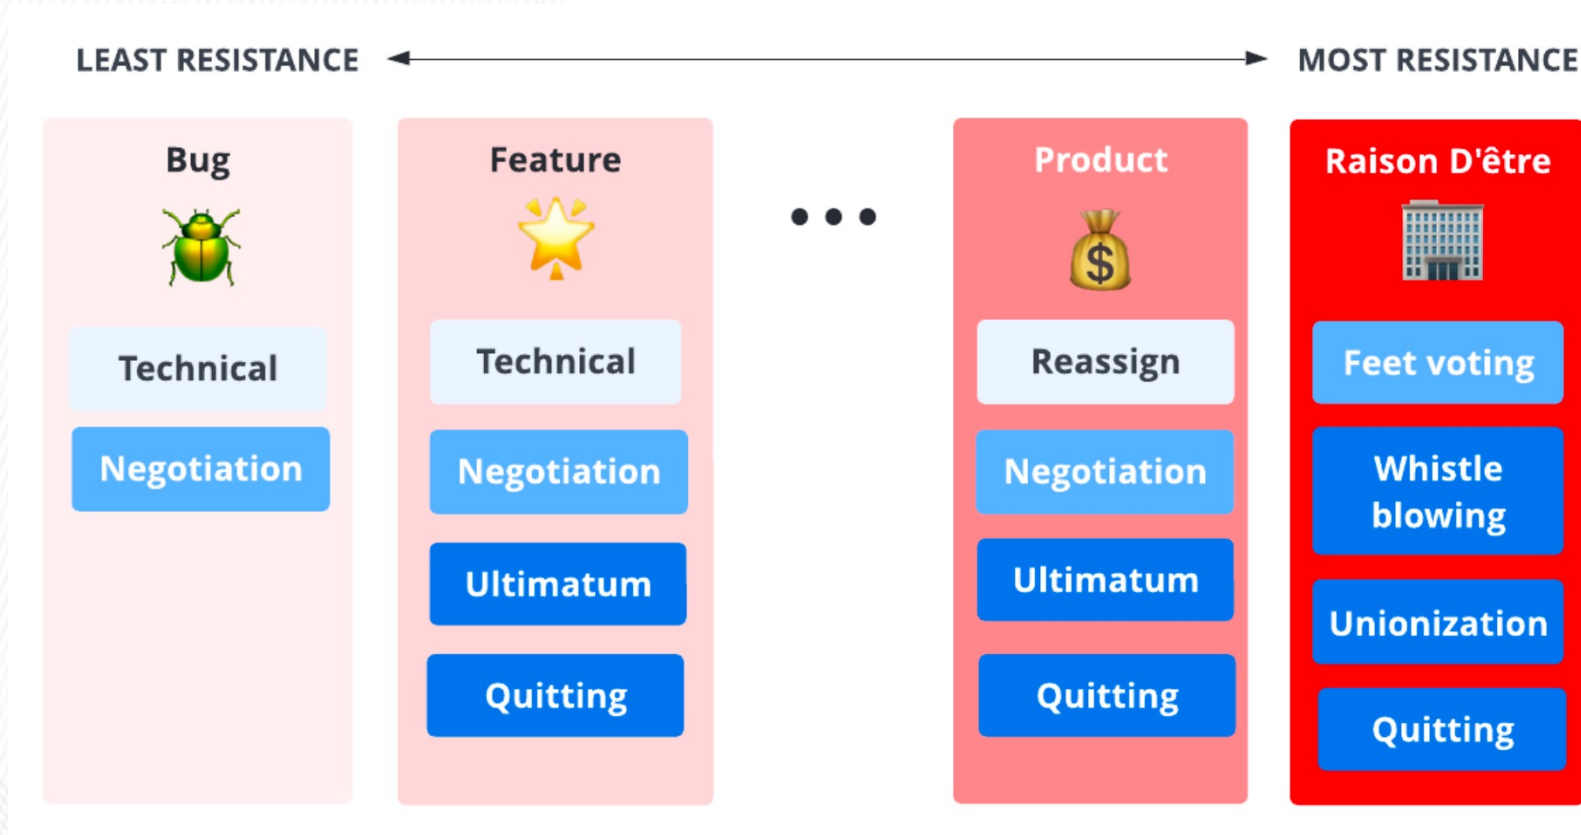 LEAST RESISTANCE
MOST RESISTANCE
Bug
Technical
Negotiation
Feature
Technical
Negotiation
Ultimatum
Quitting
Product
$
Reassign
Negotiation
Ultimatum
Quitting
Raison D'être
Feet voting
Whistle
blowing
Unionization
Quitting